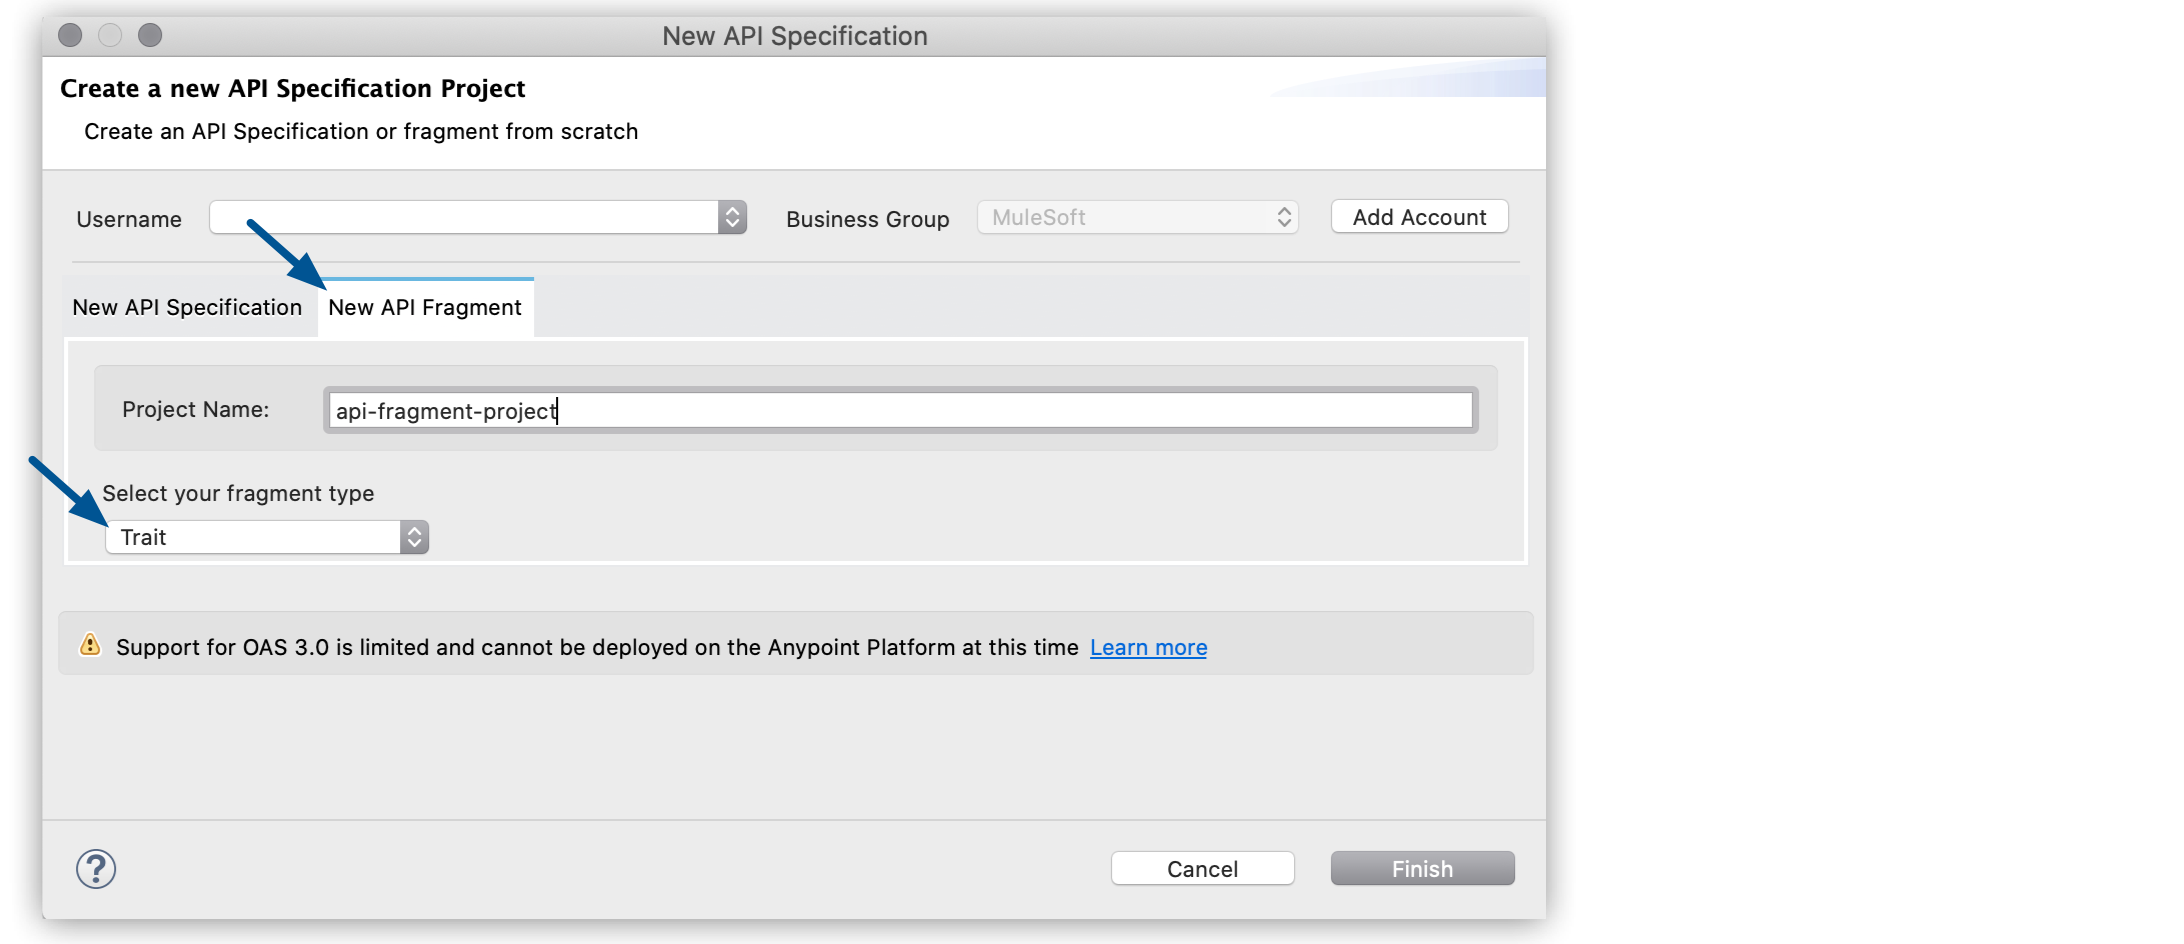 New API Specification
Create a new API Specification Project
Create an API Specification or fragment from scratch
Username Business Group MuleSoft Add Account
New API Specification New API Fragment
Project Name: api-fragment-project
Select your fragment type
Trait
Support for OAS 3.0 is limited and cannot be deployed on the Anypoint Platform at this time Learn more
? Cancel Finish